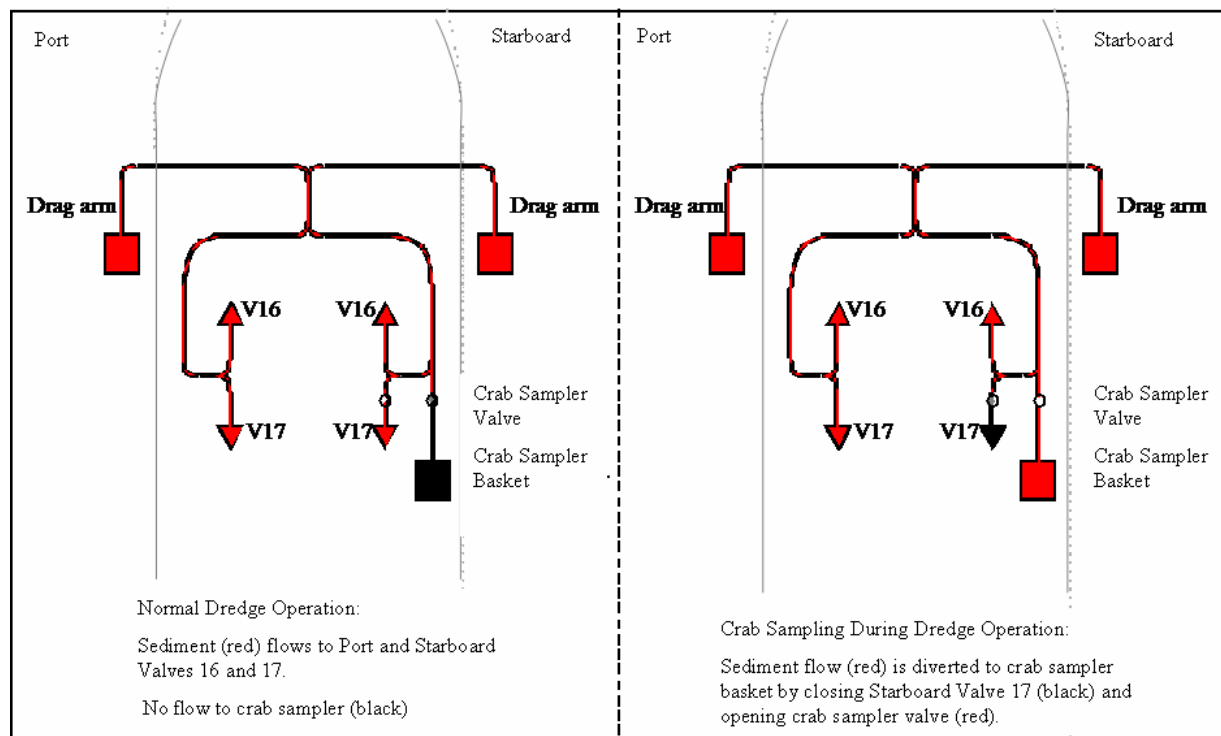 Port
Starboard
Drag arm
Drag arm
V16
V16
V17
V17
Crab Sampler
Valve
Crab Sampler
Basket
Normal Dredge Operation:
Sediment (red) flows to Port and Starboard
Valves 16 and 17.
No flow to crab sampler (black)
Port
Starboard
Drag arm
Drag arm
V16
V16
V17
V17
Crab Sampler
Valve
Crab Sampler
Basket
Crab Sampling During Dredge Operation:
Sediment flow (red) is diverted to crab sampler
basket by closing Starboard Valve 17 (black) and
opening crab sampler valve (red).